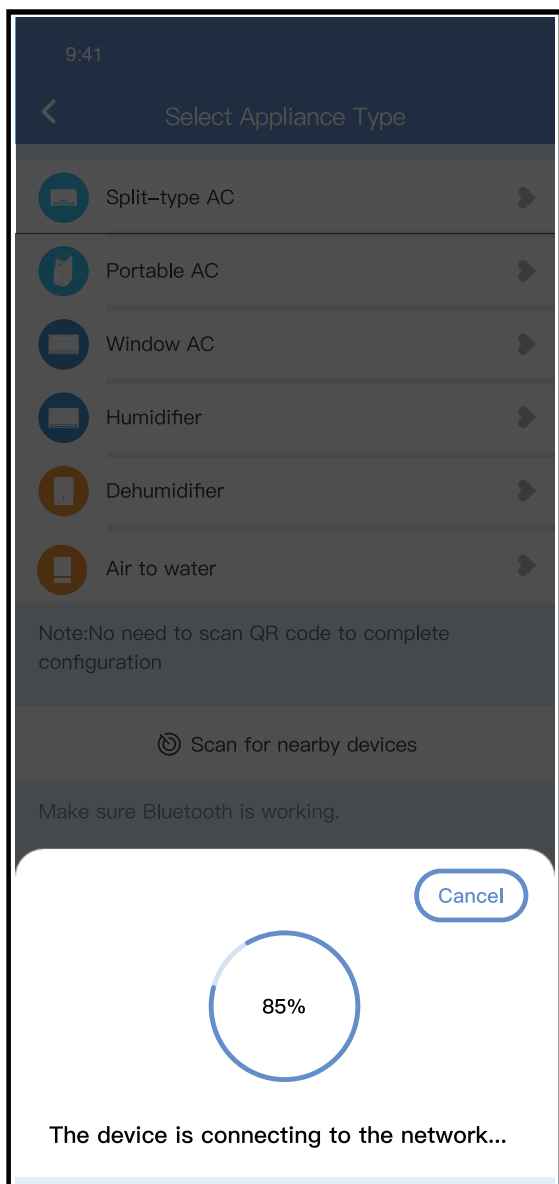 9:41
Select Appliance Type
Split-type AC
Portable AC
Window AC
Humidifier
Dehumidifier
Air to water
Note:No need to scan QR code to complete
configuration
Scan for nearby devices
Make sure Bluetooth is working.
Cancel
85%
The device is connecting to the network...